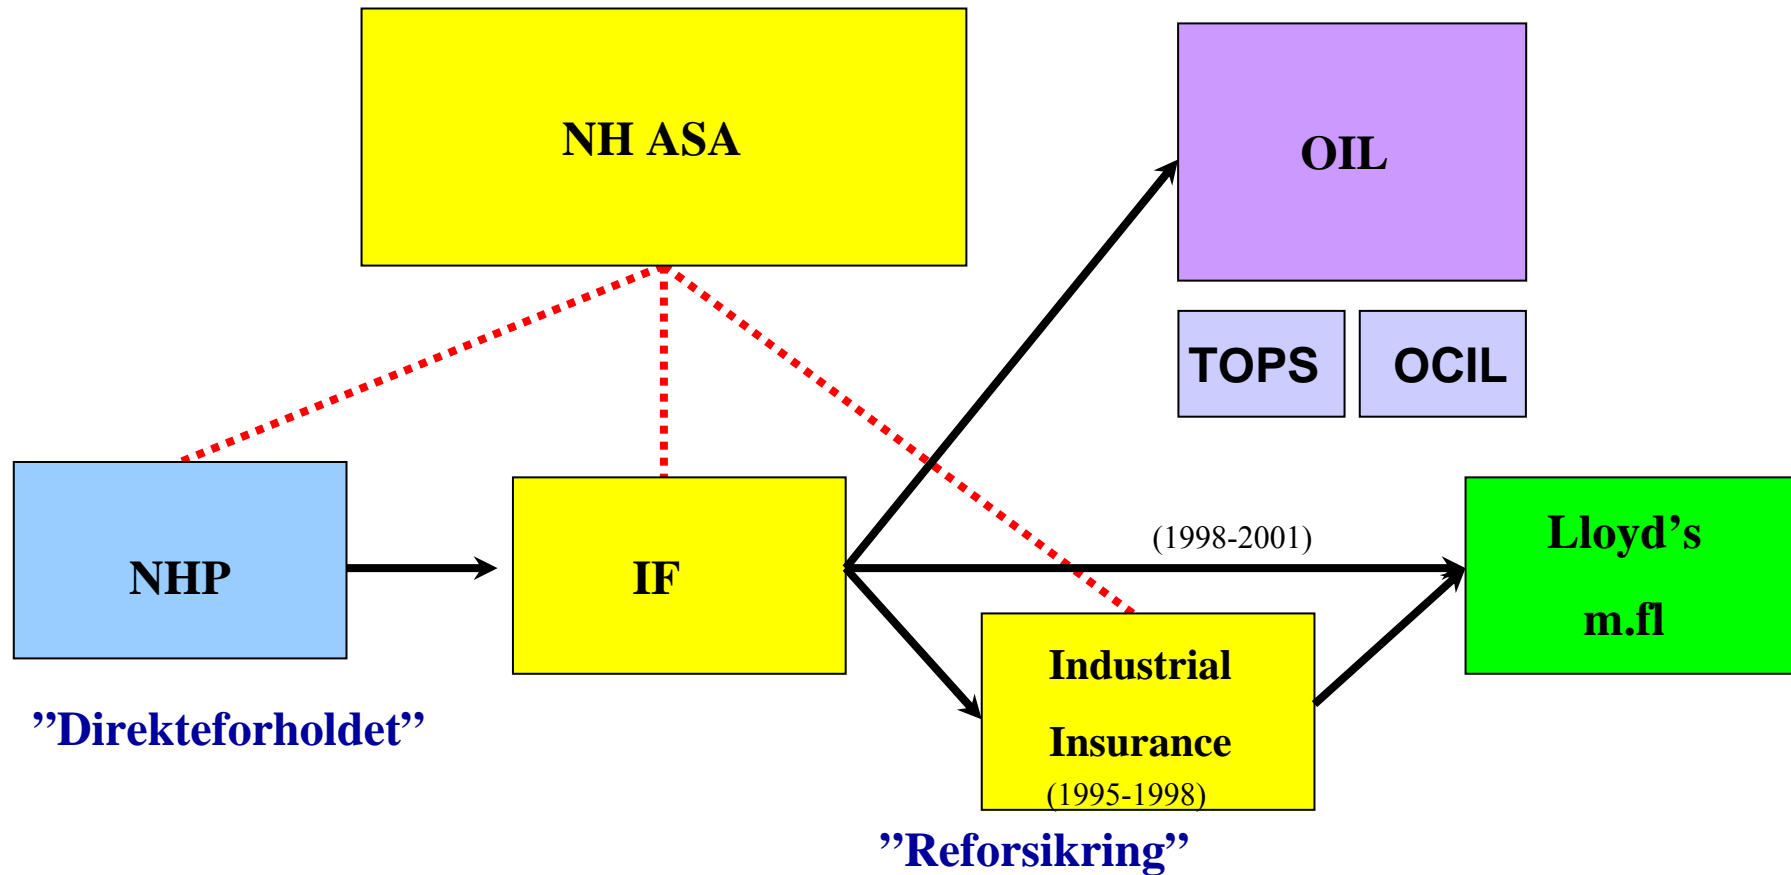 NH ASA
OIL
TOPS
OCIL
NHP
IF
(1998-2001)
Lloyd’s
m.fl
Industrial
Insurance
(1995-1998)
”Direkteforholdet”
”Reforsikring”